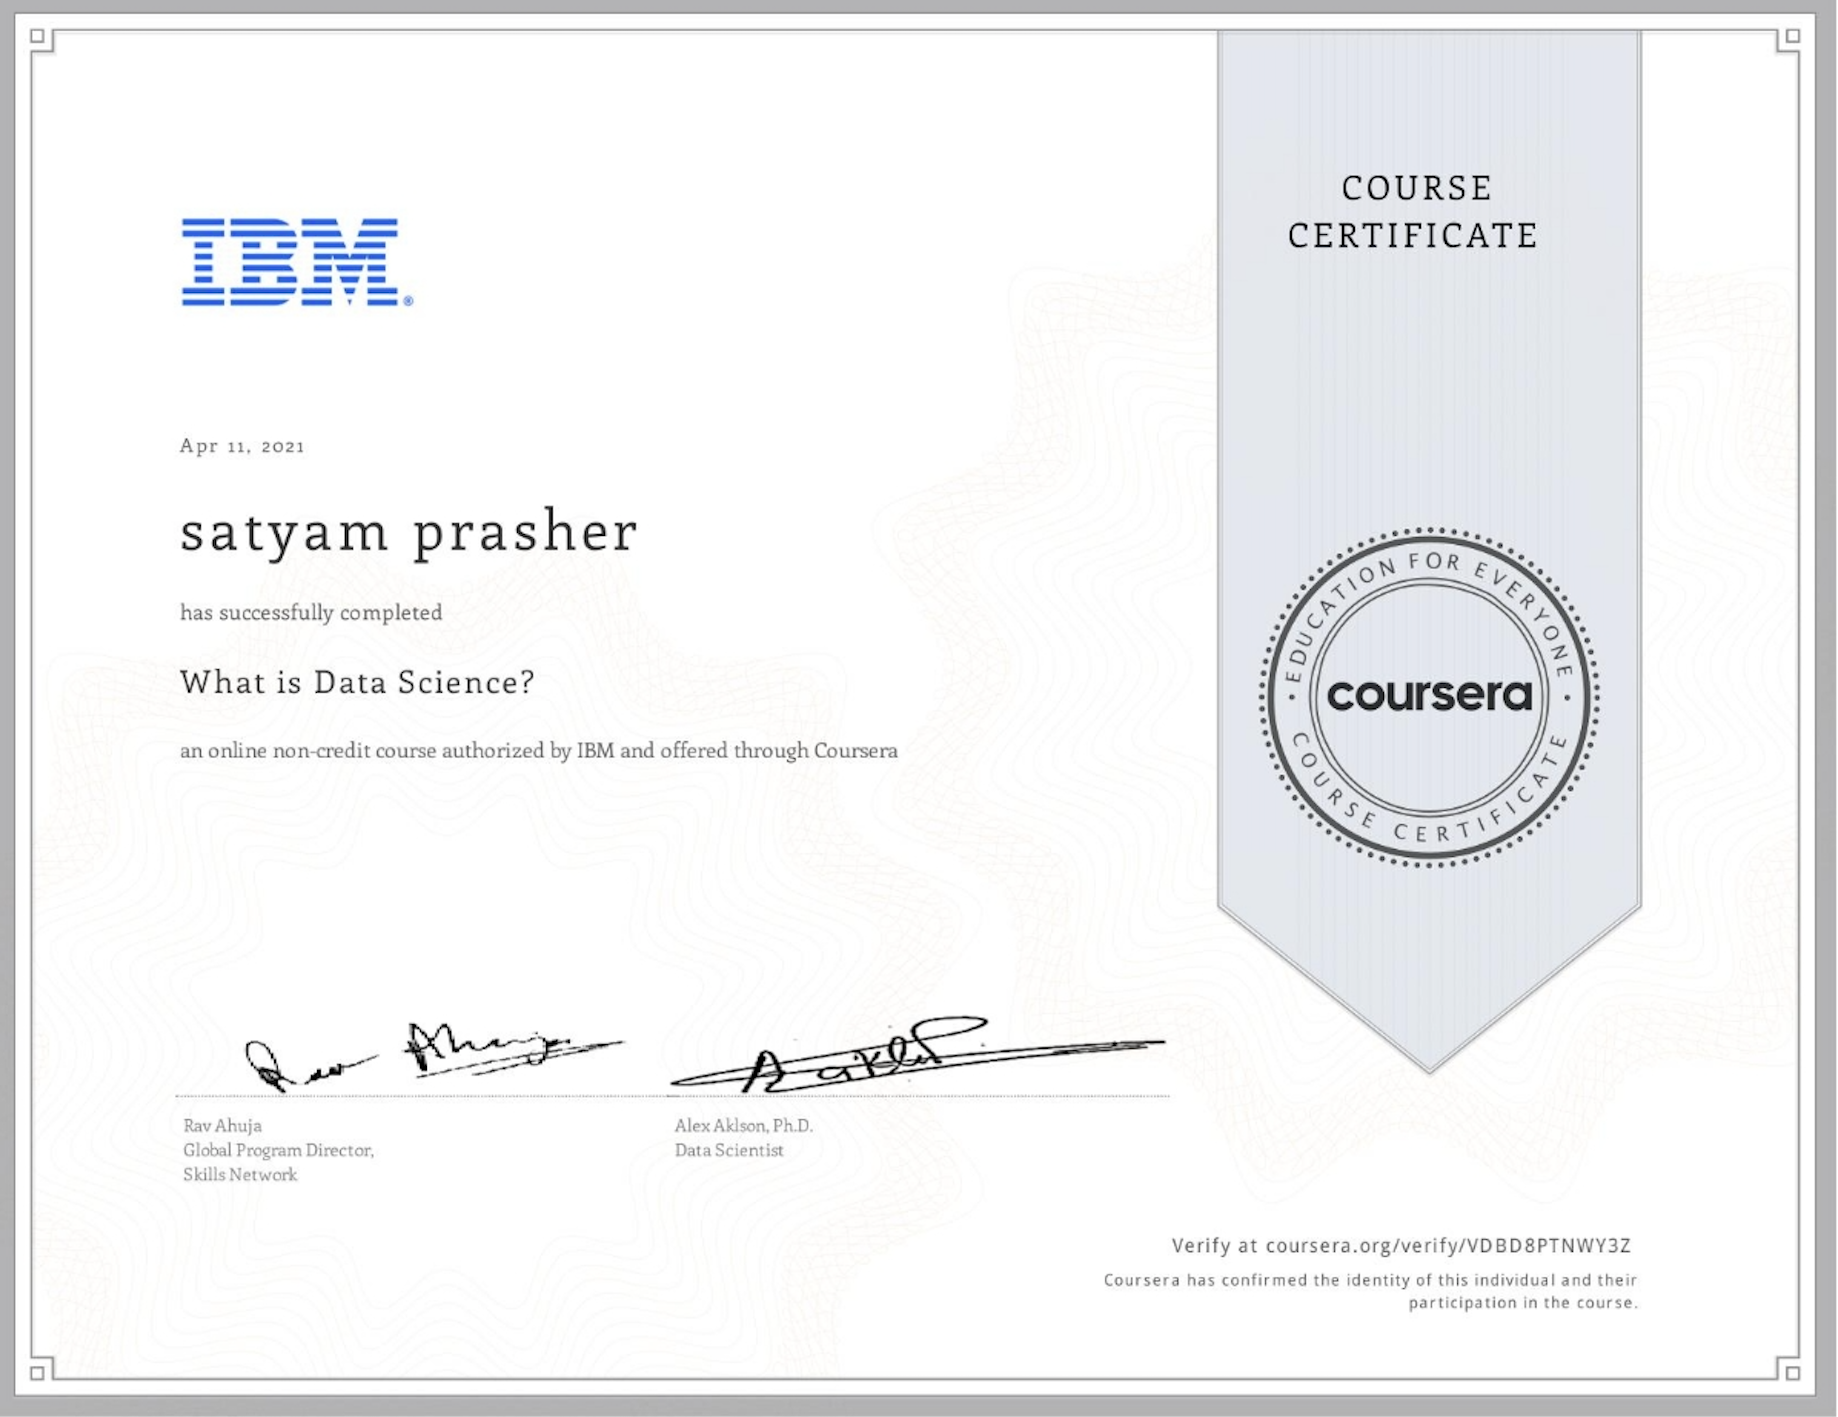 IBM®
COURSE
CERTIFICATE
Apr 11, 2021
satyam prasher
has successfully completed
What is Data Science?
an online non-credit course authorized by IBM and offered through Coursera
EDUCATION FOR EVERYONE
coursera
COURSE CERTIFICATE
Rav Ahuja
Global Program Director,
Skills Network
Alex Aklson, Ph.D.
Data Scientist
Verify at coursera.org/verify/VDBD8PTNWY3Z
Coursera has confirmed the identity of this individual and their
participation in the course.